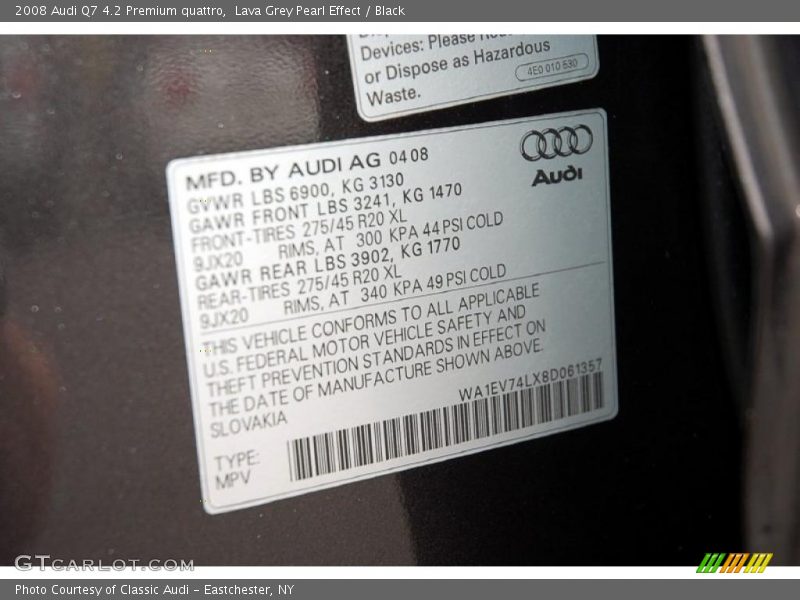 2008 Audi Q7 4.2 Premium quattro,  Lava Grey Pearl Effect / Black
Devices: Please
or Dispose as Hazardous
Waste.
4E0 010 530
MFD. BY AUDI AG 04 08
GVWR LBS 6900, KG 3130
GAWR FRONT LBS 3241, KG 1470
FRONT-TIRES 275/45 R20 XL
9JX20 RIMS, AT 300 KPA 44 PSI COLD
GAWR REAR LBS 3902, KG 1770
REAR-TIRES 275/45 R20 XL
9JX20 RIMS, AT 340 KPA 49 PSI COLD
Audi
THIS VEHICLE CONFORMS TO ALL APPLICABLE
U.S. FEDERAL MOTOR VEHICLE SAFETY AND
THEFT PREVENTION STANDARDS IN EFFECT ON
THE DATE OF MANUFACTURE SHOWN ABOVE.
SLOVAKIA
WA1EV74LX8D061357
TYPE:
MPV
GTCARLOT.COM
Photo Courtesy of Classic Audi - Eastchester, NY